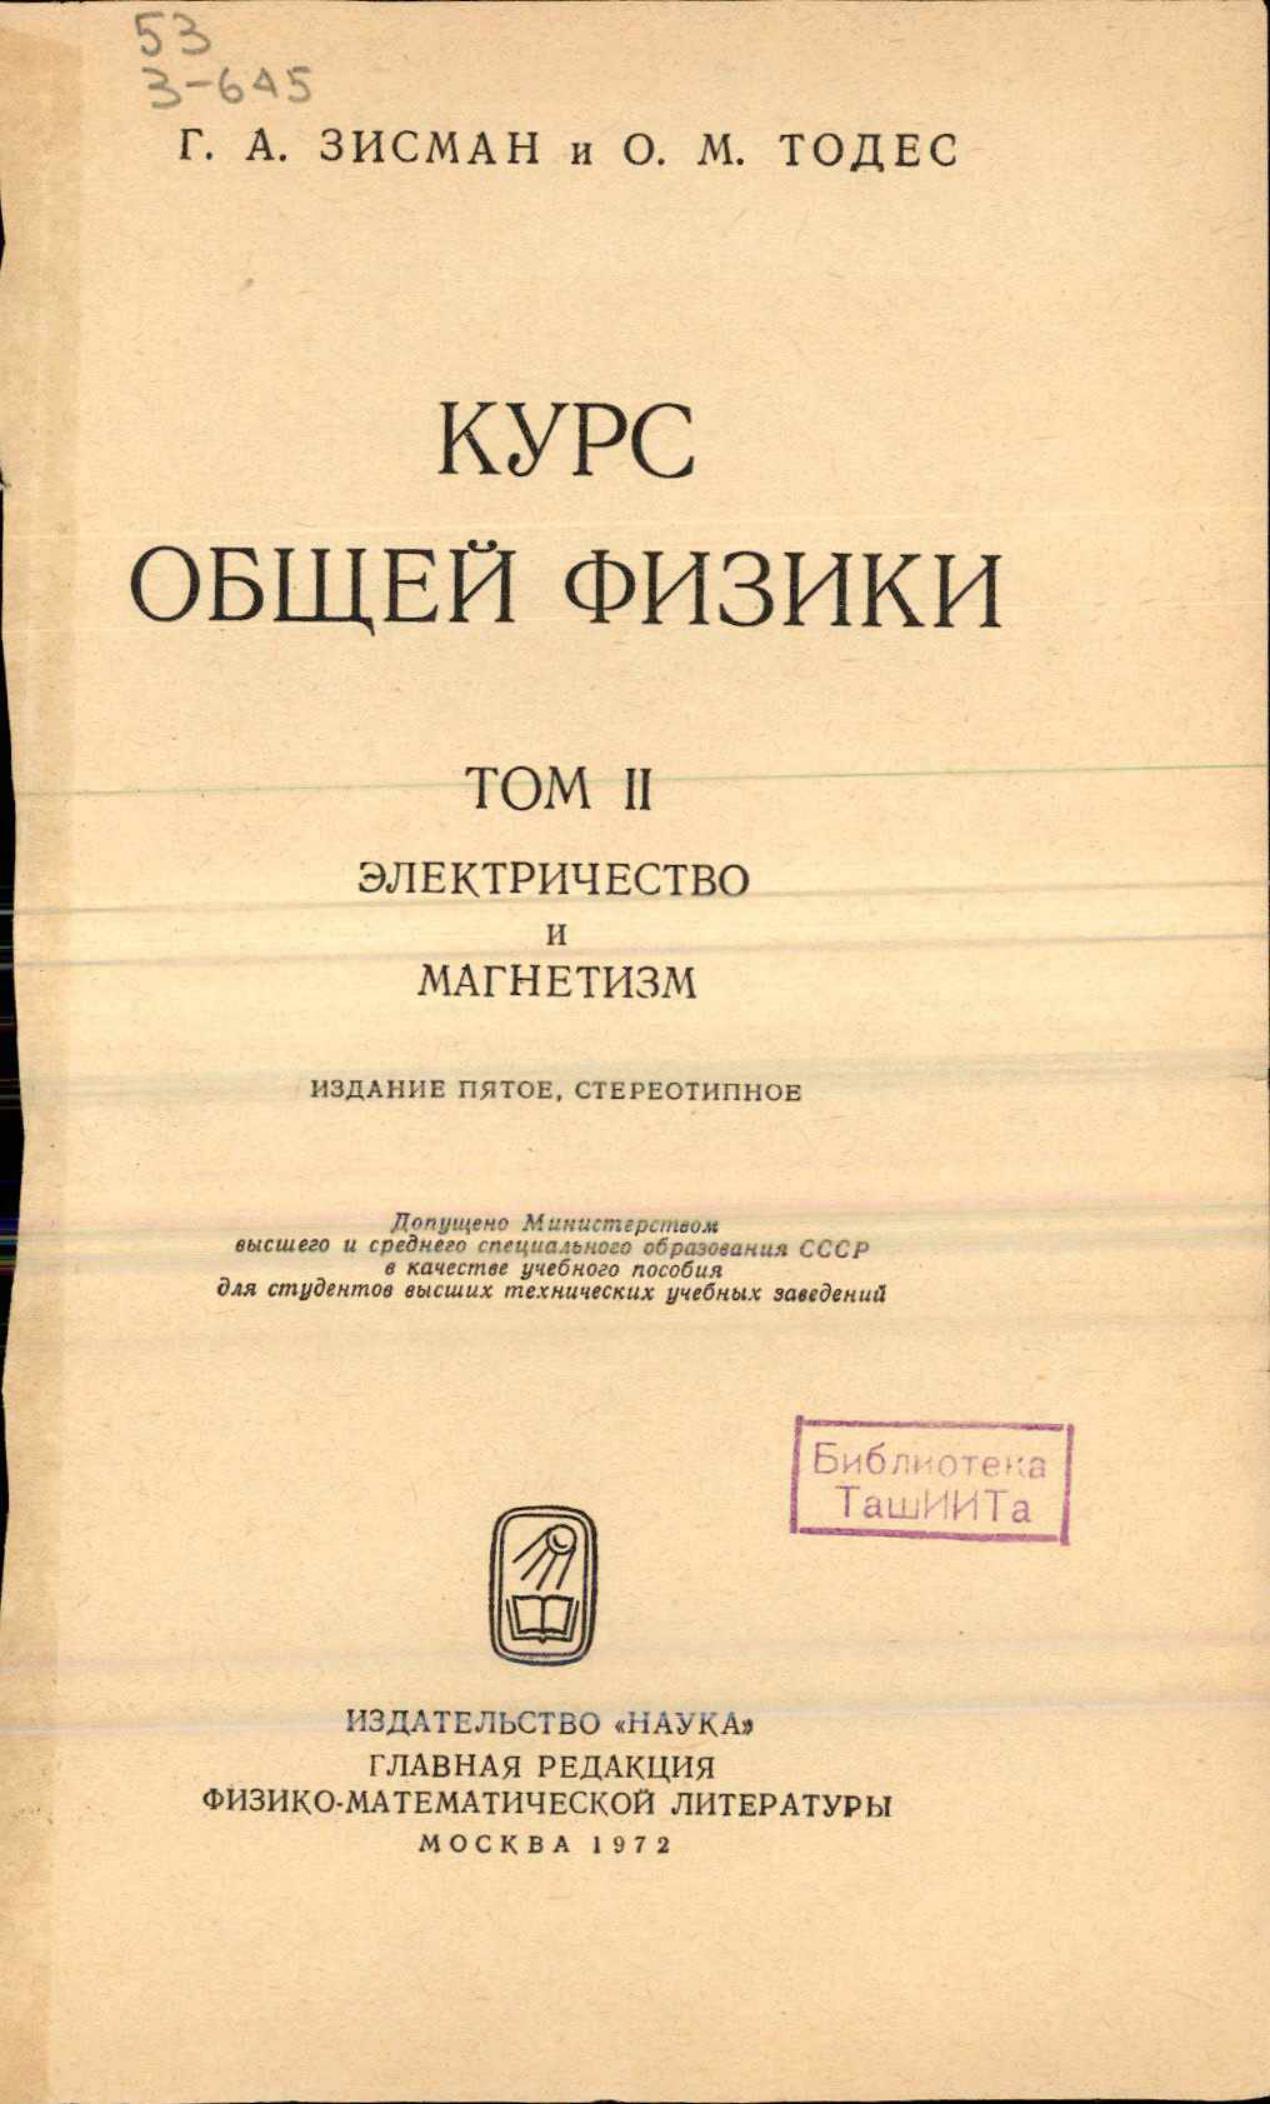 53
З-645
Г. А. ЗИСМАН и О. М. ТОДЕС
КУРС
ОБЩЕЙ ФИЗИКИ
ТОМ II
ЭЛЕКТРИЧЕСТВО
И
МАГНЕТИЗМ
ИЗДАНИЕ ПЯТОЕ, СТЕРЕОТИПНОЕ
Допущено Министерством
высшего и среднего специального образования СССР
в качестве учебного пособия
для студентов высших технических учебных заведений
Библиотека
ТашИИТа
ИЗДАТЕЛЬСТВО «НАУКА»
ГЛАВНАЯ РЕДАКЦИЯ
ФИЗИКО-МАТЕМАТИЧЕСКОЙ ЛИТЕРАТУРЫ
МОСКВА 1972